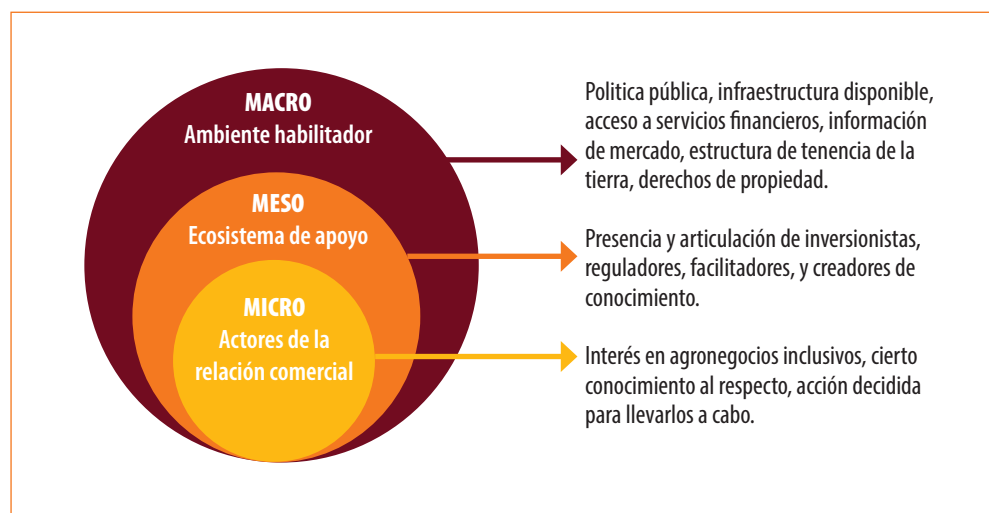 MACRO
Ambiente habilitador
Politica pública, infraestructura disponible,
acceso a servicios financieros, información
de mercado, estructura de tenencia de la
tierra, derechos de propiedad.
MESO
Ecosistema de apoyo
Presencia y articulación de inversionistas,
reguladores, facilitadores, y creadores de
conocimiento.
MICRO
Actores de la
relación comercial
Interés en agronegocios inclusivos, cierto
conocimiento al respecto, acción decidida
para llevarlos a cabo.